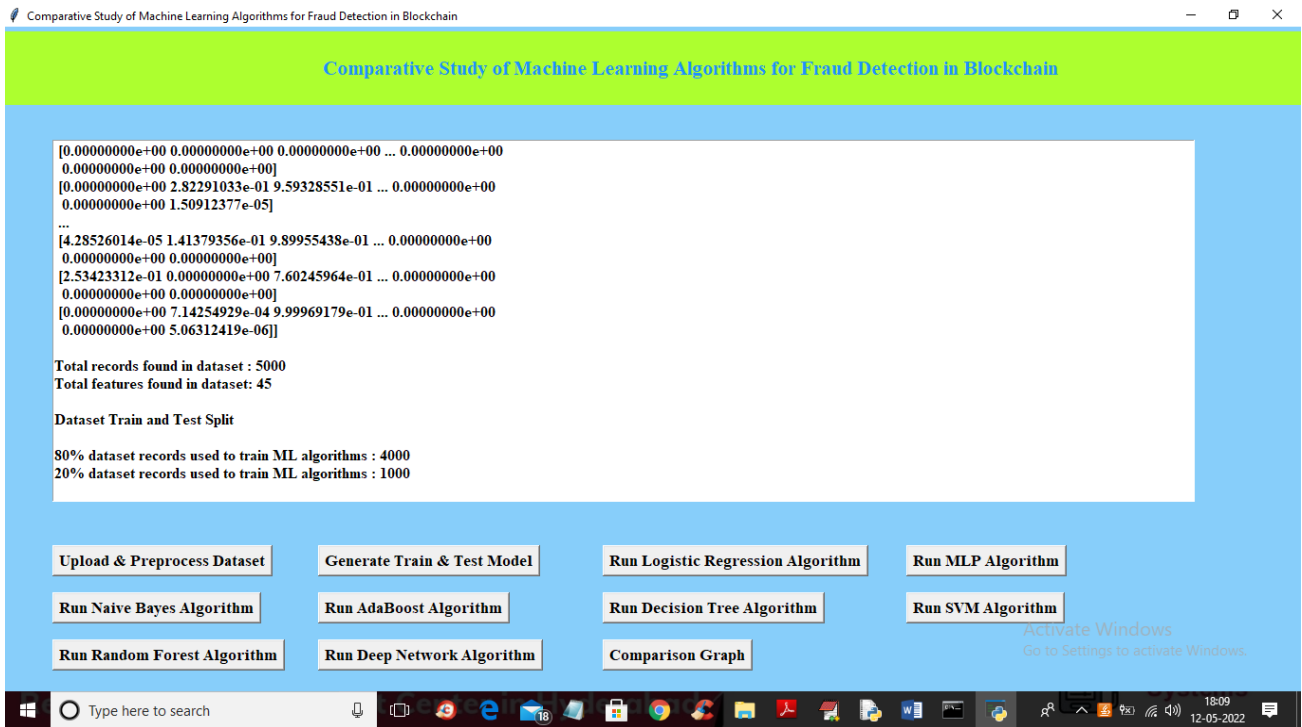 Comparative Study of Machine Learning Algorithms for Fraud Detection in Blockchain
Comparative Study of Machine Learning Algorithms for Fraud Detection in Blockchain
[0.00000000e+00 0.00000000e+00 0.00000000e+00 ... 0.00000000e+00
0.00000000e+00 0.00000000e+00]
[0.00000000e+00 2.82291033e-01 9.59328551e-01 ... 0.00000000e+00
0.00000000e+00 1.50912377e-05]
...
[4.28526014e-05 1.41379356e-01 9.89955438e-01 ... 0.00000000e+00
0.00000000e+00 0.00000000e+00]
[2.53423312e-01 0.00000000e+00 7.60245964e-01 ... 0.00000000e+00
0.00000000e+00 0.00000000e+00]
[0.00000000e+00 7.14254929e-04 9.99969179e-01 ... 0.00000000e+00
0.00000000e+00 5.06312419e-06]]
Total records found in dataset : 5000
Total features found in dataset: 45
Dataset Train and Test Split
80% dataset records used to train ML algorithms : 4000
20% dataset records used to train ML algorithms : 1000
Upload & Preprocess Dataset
Generate Train & Test Model
Run Logistic Regression Algorithm
Run MLP Algorithm
Run Naive Bayes Algorithm
Run AdaBoost Algorithm
Run Decision Tree Algorithm
Run SVM Algorithm
Run Random Forest Algorithm
Run Deep Network Algorithm
Comparison Graph
Activate Windows
Go to Settings to activate Windows.
Type here to search
18
18:09
12-05-2022